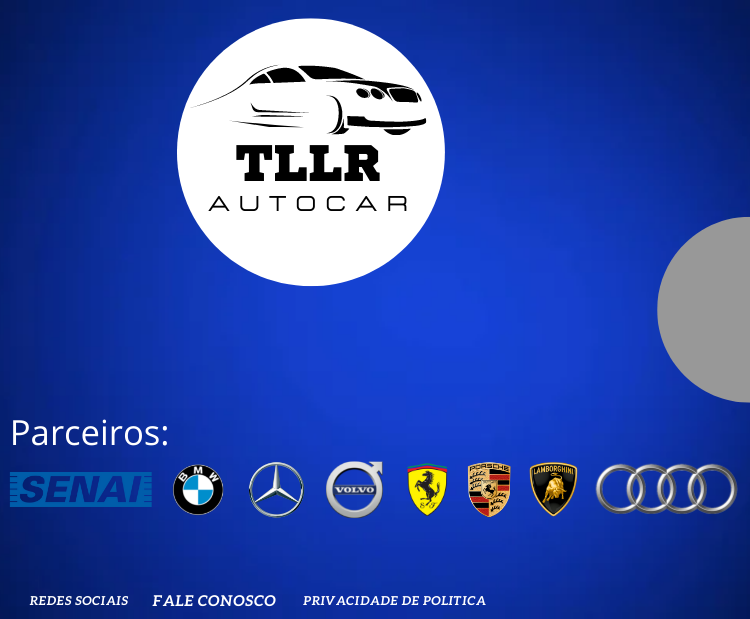 TLLR
AUTOCAR
Parceiros:
SENAI
BMW
VOLVO
S F
PORSCHE
LAMBORGHINI
REDES SOCIAIS FALE CONOSCO PRIVACIDADE DE POLITICA